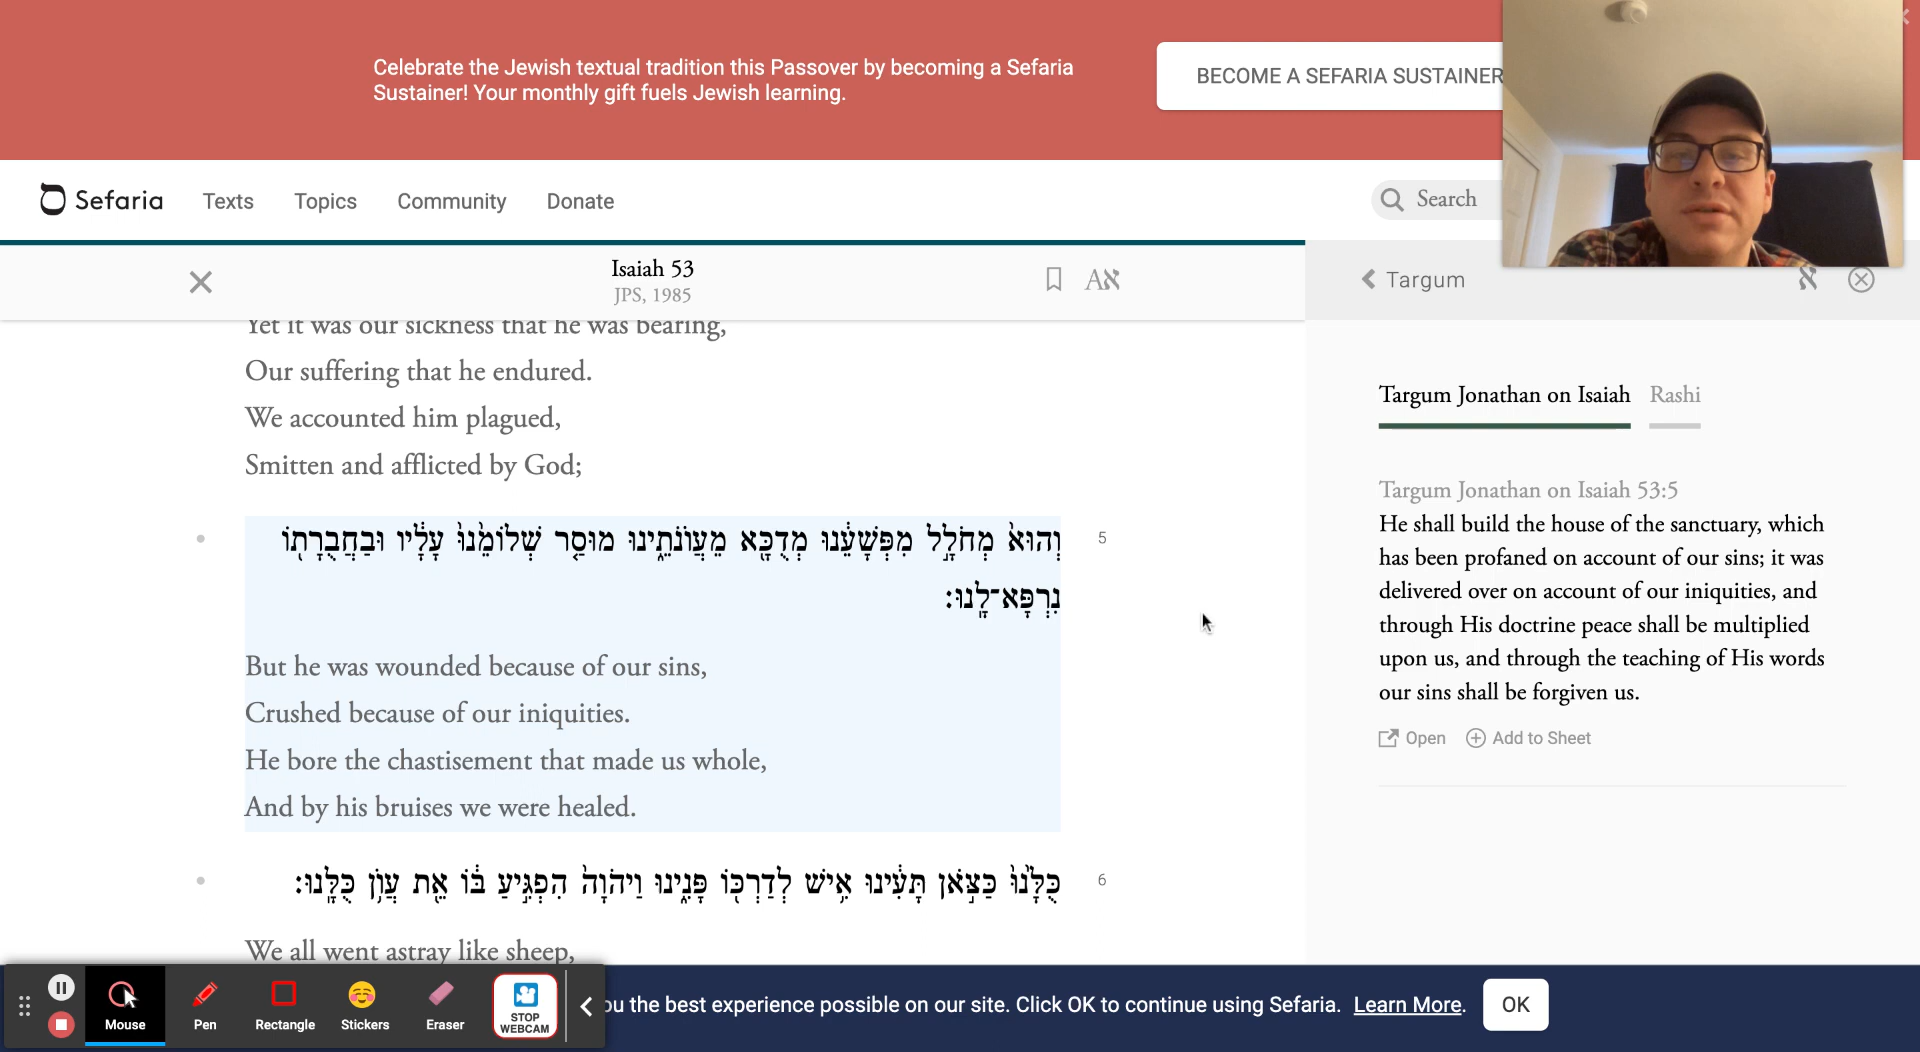 Celebrate the Jewish textual tradition this Passover by becoming a Sefaria
Sustainer! Your monthly gift fuels Jewish learning.
BECOME A SEFARIA SUSTAINER
Sefaria
Texts
Topics
Community
Donate
Search
Isaiah 53
JPS, 1985
Aא
Targum
א
Yet it was our sickness that he was bearing,
Our suffering that he endured.
We accounted him plagued,
Smitten and afflicted by God;
וְהוּא֙ מְחֹלָ֣ל מִפְּשָׁעֵ֔נוּ מְדֻכָּ֖א מֵעֲוֺנֹתֵ֑ינוּ מוּסַ֤ר שְׁלוֹמֵ֙נוּ֙ עָלָ֔יו וּבַחֲבֻרָת֖וֹ
נִרְפָּא־לָֽנוּ׃
5
But he was wounded because of our sins,
Crushed because of our iniquities.
He bore the chastisement that made us whole,
And by his bruises we were healed.
כֻּלָּ֙נוּ֙ כַּצֹּ֣אן תָּעִ֔ינוּ אִ֥ישׁ לְדַרְכּ֖וֹ פָּנִ֑ינוּ וַֽיהֹוָה֙ הִפְגִּ֣יעַ בּ֔וֹ אֵ֖ת עֲוֺ֥ן כֻּלָּֽנוּ׃
6
We all went astray like sheep,
Targum Jonathan on Isaiah
Rashi
Targum Jonathan on Isaiah 53:5
He shall build the house of the sanctuary, which
has been profaned on account of our sins; it was
delivered over on account of our iniquities, and
through His doctrine peace shall be multiplied
upon us, and through the teaching of His words
our sins shall be forgiven us.
Open
Add to Sheet
Mouse
Pen
Rectangle
Stickers
Eraser
STOP
WEBCAM
ou the best experience possible on our site. Click OK to continue using Sefaria. Learn More.
OK